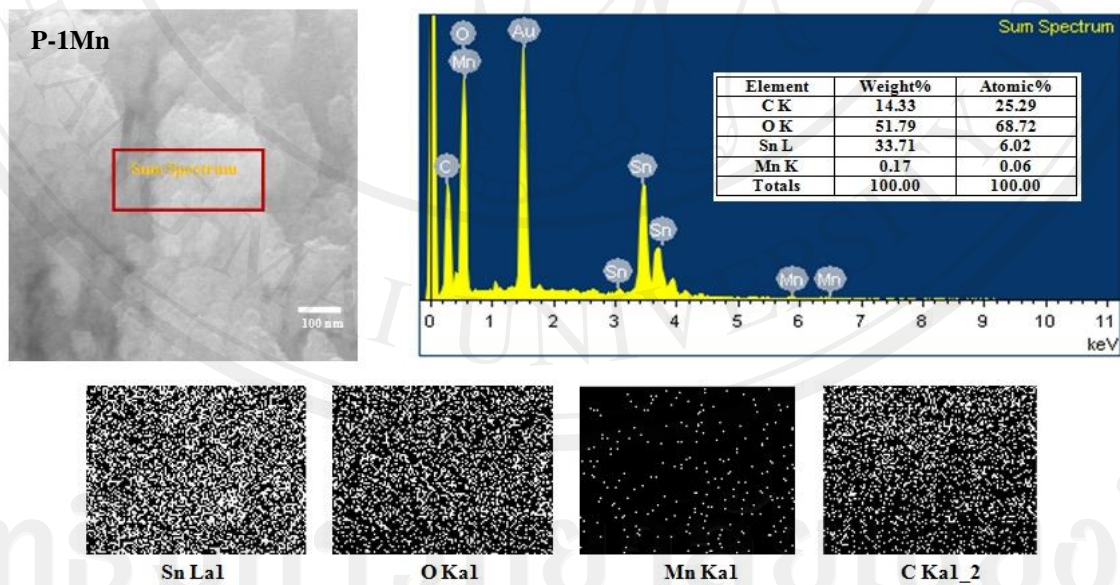 P-1Mn
Sum Spectrum
100 nm
Sum Spectrum
O Au
Mn
C Sn
Sn
Sn Mn Mn
Element Weight% Atomic%
C K 14.33 25.29
O K 51.79 68.72
Sn L 33.71 6.02
Mn K 0.17 0.06
Totals 100.00 100.00
0 1 2 3 4 5 6 7 8 9 10 11
keV
I UNIVERSITY
Sn La1 O Ka1 Mn Ka1 C Ka1_2